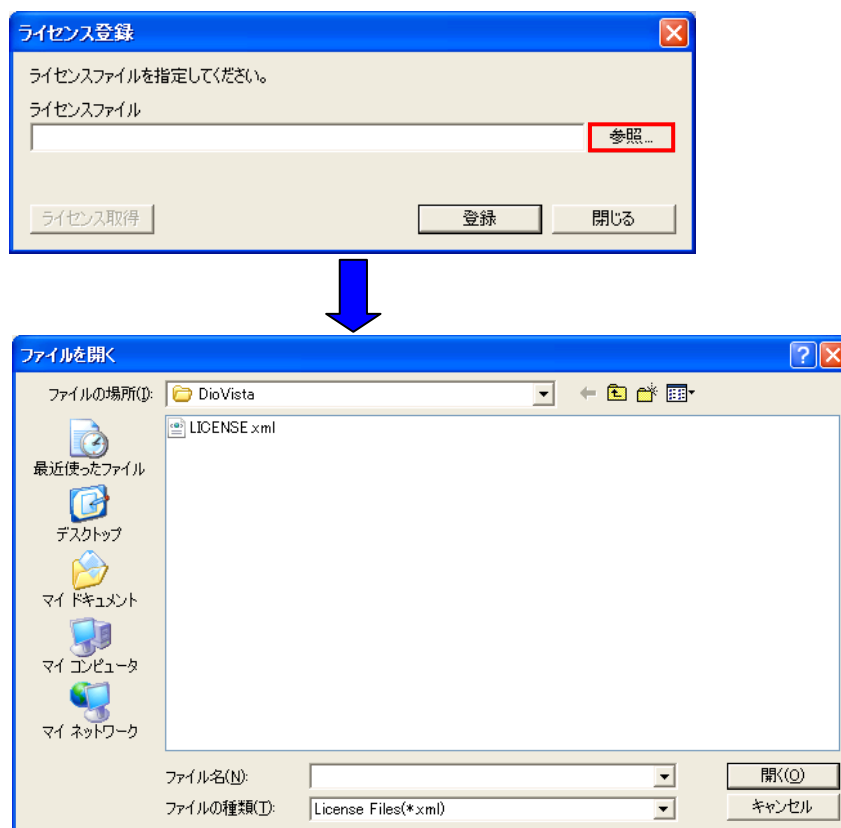 ライセンス登録
ライセンスファイルを指定してください。
ライセンスファイル
参照...
ライセンス取得
登録
閉じる
ファイルを開く
ファイルの場所(I):
DioVista
LICENSE.xml
最近使ったファイル
デスクトップ
マイ ドキュメント
マイ コンピュータ
マイ ネットワーク
ファイル名(N):
開く(O)
ファイルの種類(T):
License Files(*.xml)
キャンセル